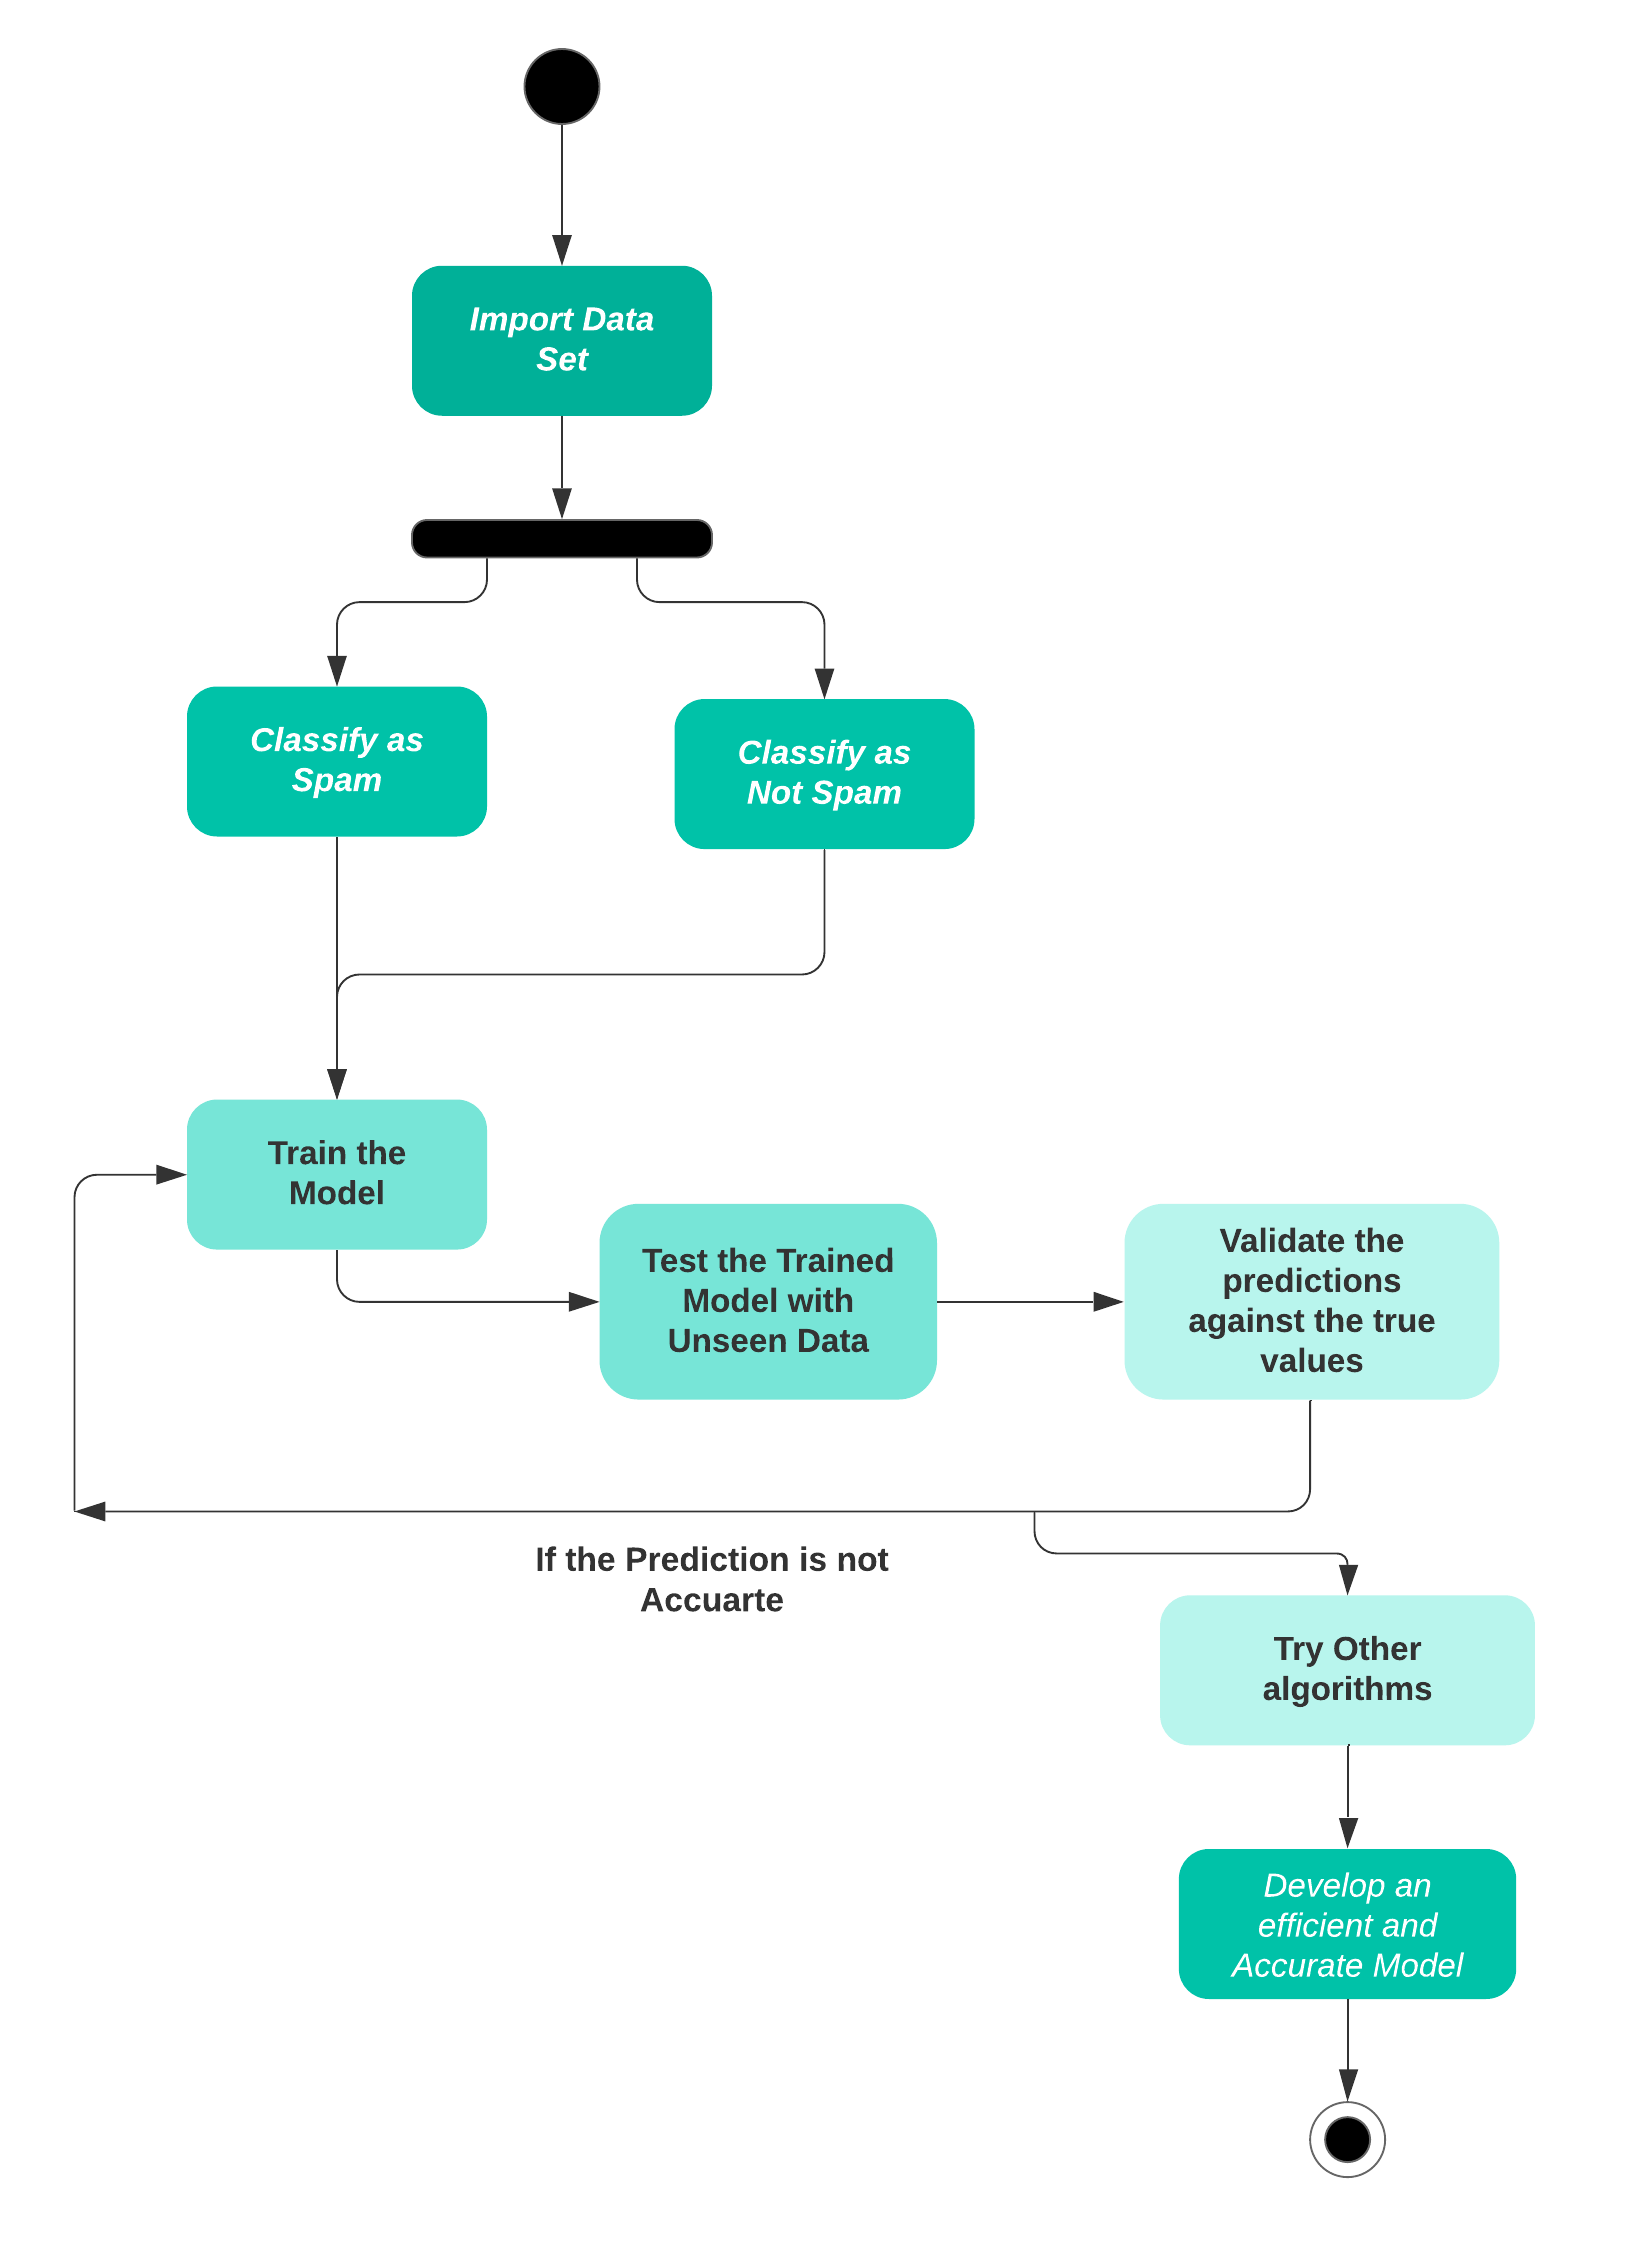 Import Data
Set
Classify as
Spam
Classify as
Not Spam
Train the
Model
Test the Trained
Model with
Unseen Data
Validate the
predictions
against the true
values
If the Prediction is not
Accuarte
Try Other
algorithms
Develop an
efficient and
Accurate Model